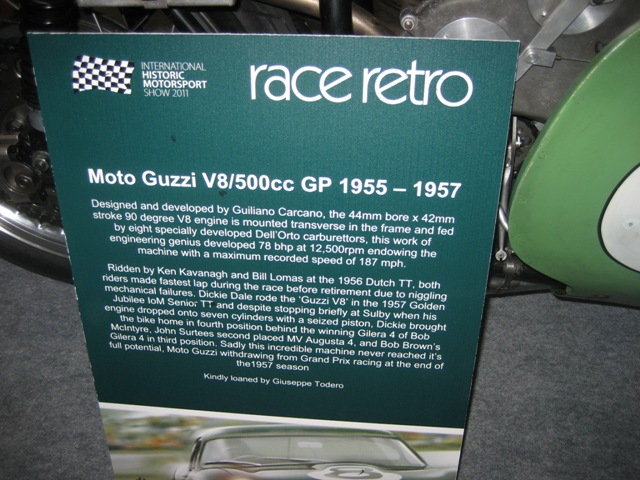 INTERNATIONAL
HISTORIC
MOTORSPORT
SHOW 2011
race retro
Moto Guzzi V8/500cc GP 1955 – 1957
Designed and developed by Guiliano Carcano, the 44mm bore x 42mm
stroke 90 degree V8 engine is mounted transverse in the frame and fed
by eight specially developed Dell'Orto carburettors, this work of
engineering genius developed 78 bhp at 12,500rpm endowing the
machine with a maximum recorded speed of 187 mph.
Ridden by Ken Kavanagh and Bill Lomas at the 1956 Dutch TT, both
riders made fastest lap during the race before retirement due to niggling
mechanical failures. Dickie Dale rode the 'Guzzi V8' in the 1957 Golden
Jubilee IoM Senior TT and despite stopping briefly at Sulby when his
engine dropped onto seven cylinders with a seized piston, Dickie brought
the bike home in fourth position behind the winning Gilera 4 of Bob
McIntyre, John Surtees second placed MV Augusta 4, and Bob Brown's
Gilera 4 in third position. Sadly this incredible machine never reached it's
full potential, Moto Guzzi withdrawing from Grand Prix racing at the end of
the1957 season
Kindly loaned by Giuseppe Todero